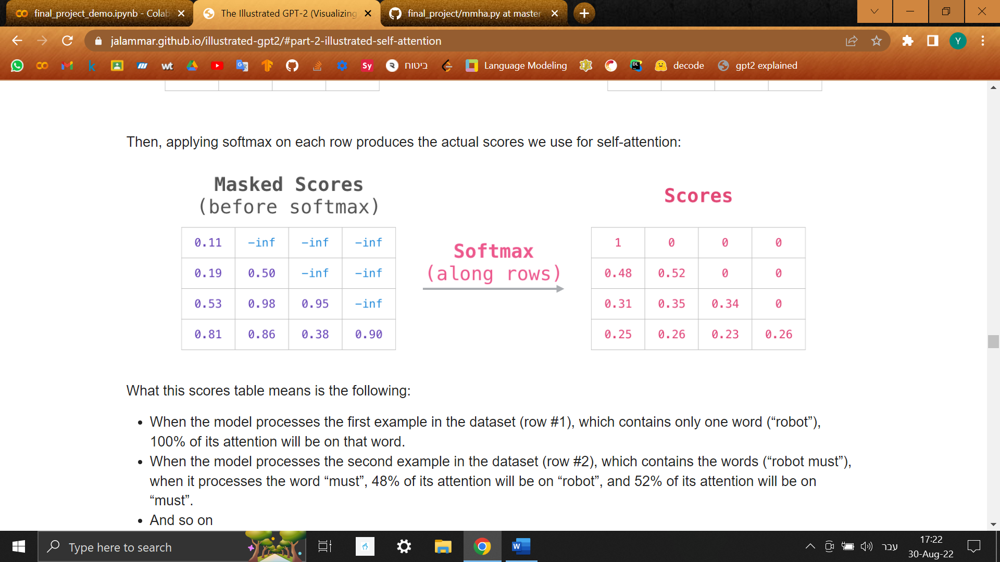 final_project_demo.ipynb - Colab
The Illustrated GPT-2 (Visualizing
final_project/mmha.py at master
jalammar.github.io/illustrated-gpt2/#part-2-illustrated-self-attention
Y
wt
Sy
ביטוח
Language Modeling
DL
decode
gpt2 explained
Then, applying softmax on each row produces the actual scores we use for self-attention:
Masked Scores
(before softmax)
Scores
0.11 -inf -inf -inf
0.19 0.50 -inf -inf
0.53 0.98 0.95 -inf
0.81 0.86 0.38 0.90
Softmax
(along rows)
1 0 0 0
0.48 0.52 0 0
0.31 0.35 0.34 0
0.25 0.26 0.23 0.26
What this scores table means is the following:
• When the model processes the first example in the dataset (row #1), which contains only one word (“robot”),
100% of its attention will be on that word.
• When the model processes the second example in the dataset (row #2), which contains the words (“robot must”),
when it processes the word “must”, 48% of its attention will be on “robot”, and 52% of its attention will be on
“must”.
• And so on
Type here to search
W
עבר
17:22
30-Aug-22